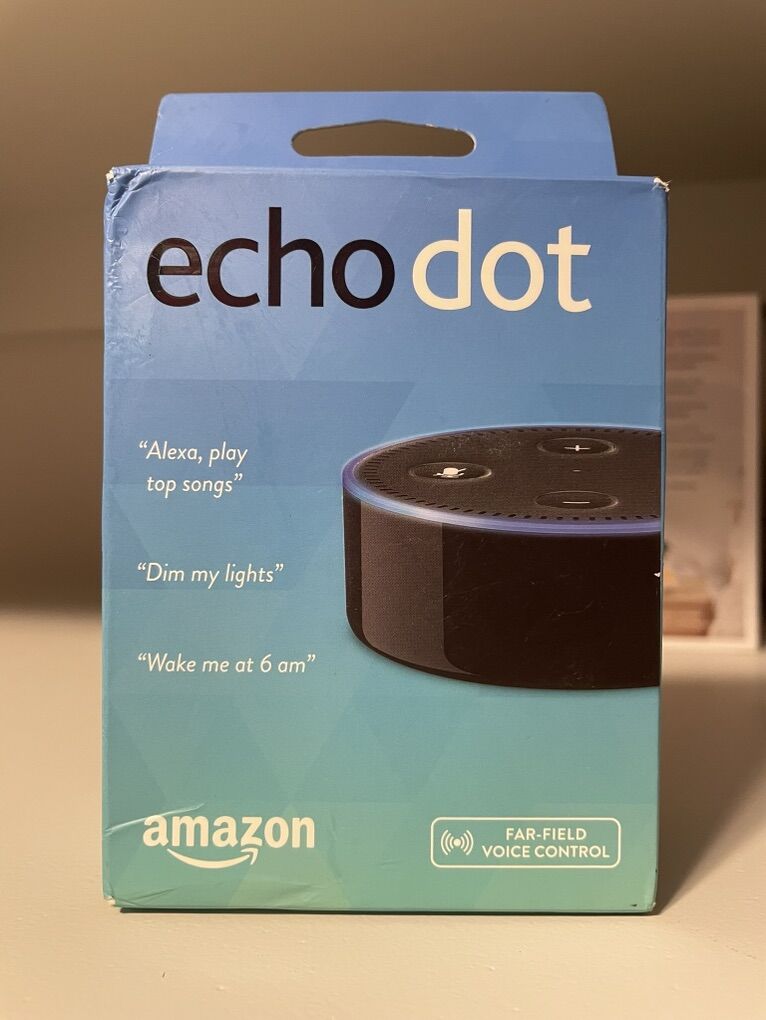 echo dot
“Alexa, play
top songs”
“Dim my lights”
“Wake me at 6 am”
amazon
FAR-FIELD
VOICE CONTROL